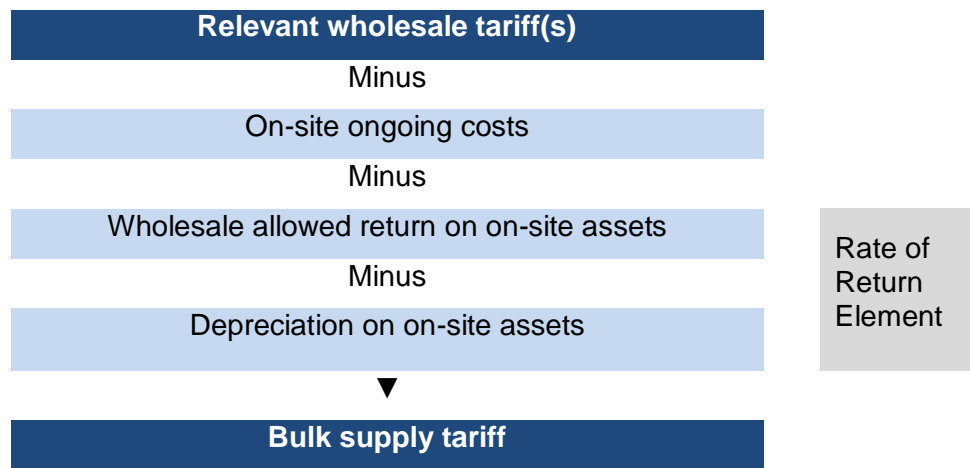 Relevant wholesale tariff(s)
Minus
On-site ongoing costs
Minus
Wholesale allowed return on on-site assets
Minus
Depreciation on on-site assets
▼
Bulk supply tariff
Rate of
Return
Element